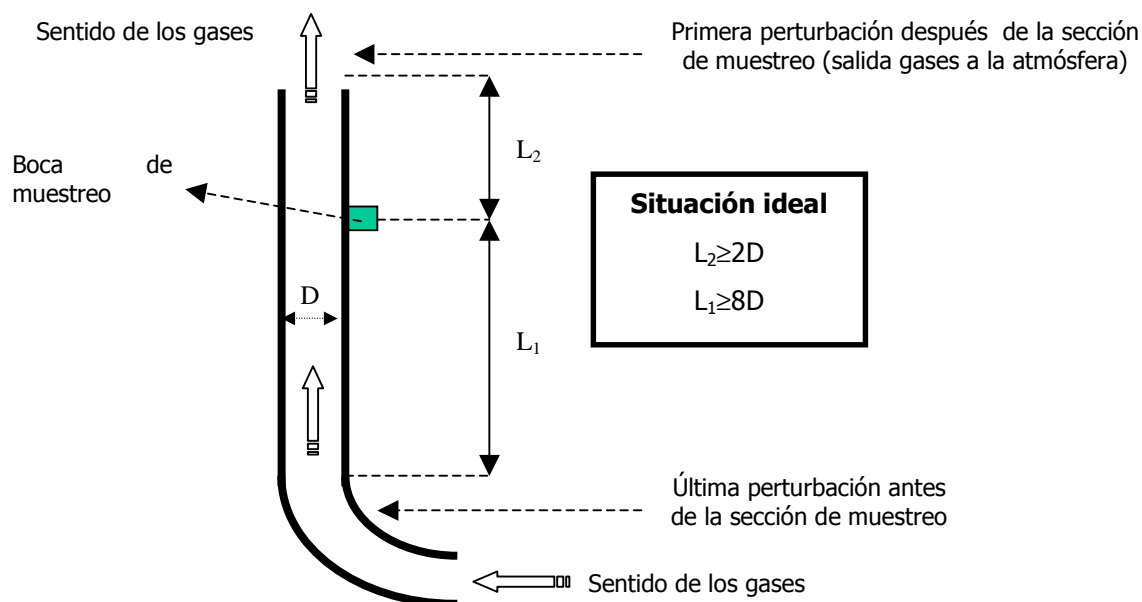 Sentido de los gases
Primera perturbación después de la sección
de muestreo (salida gases a la atmósfera)
Boca de
muestreo
L₂
Situación ideal
L₂≥2D
L₁≥8D
D
L₁
Última perturbación antes
de la sección de muestreo
Sentido de los gases